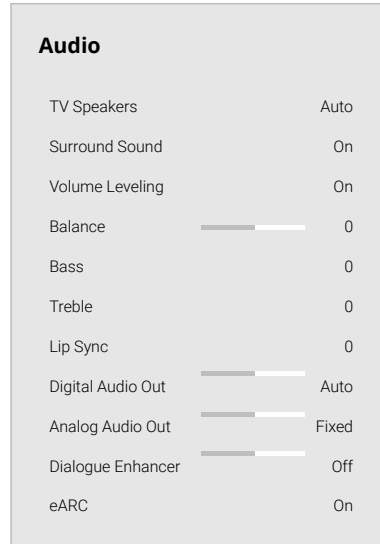 Audio
TV Speakers Auto
Surround Sound On
Volume Leveling On
Balance 0
Bass 0
Treble 0
Lip Sync 0
Digital Audio Out Auto
Analog Audio Out Fixed
Dialogue Enhancer Off
eARC On